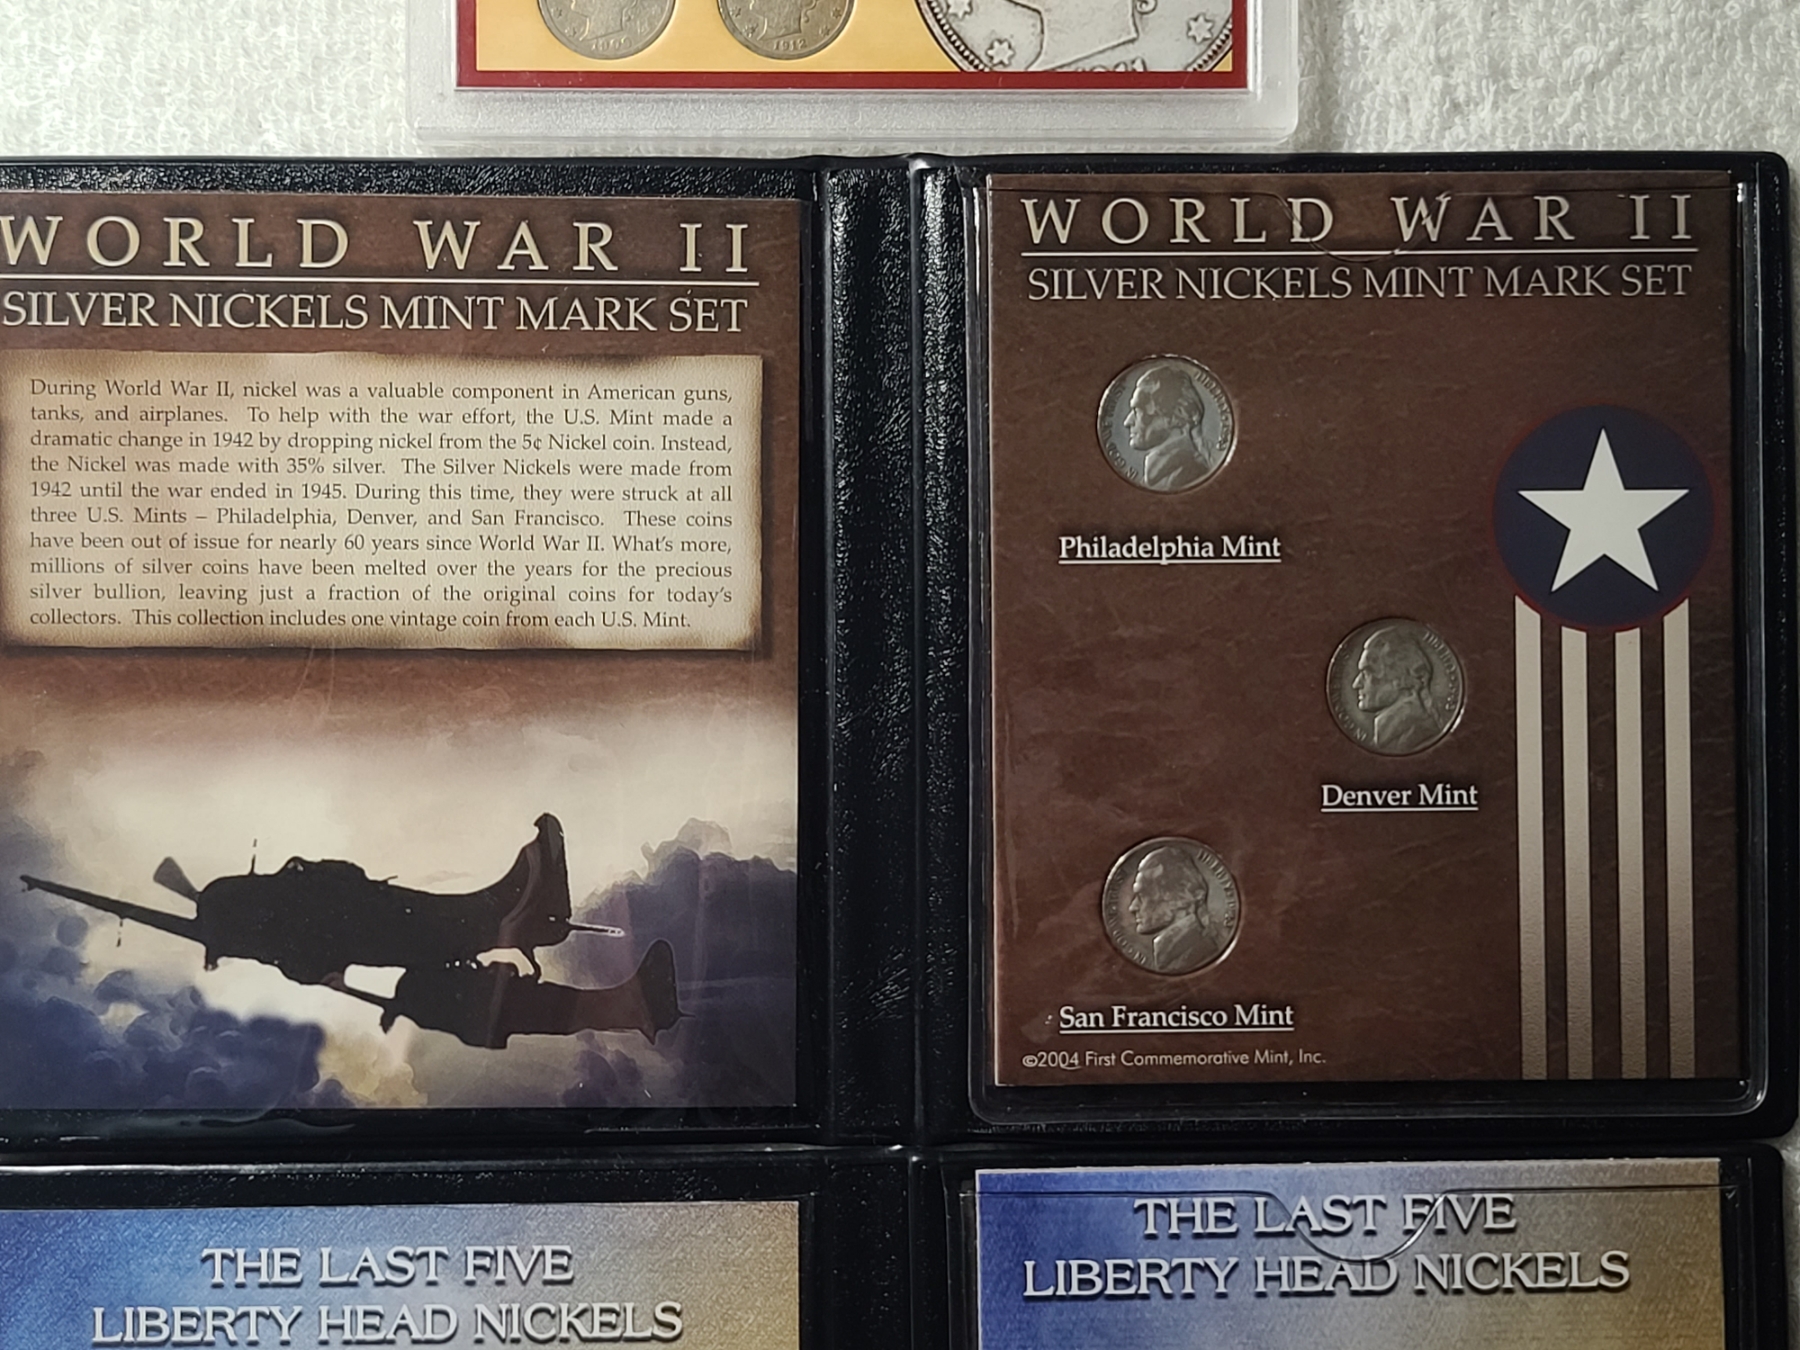 1912
WORLD WAR II
SILVER NICKELS MINT MARK SET
During World War II, nickel was a valuable component in American guns,
tanks, and airplanes. To help with the war effort, the U.S. Mint made a
dramatic change in 1942 by dropping nickel from the 5¢ Nickel coin. Instead,
the Nickel was made with 35% silver. The Silver Nickels were made from
1942 until the war ended in 1945. During this time, they were struck at all
three U.S. Mints – Philadelphia, Denver, and San Francisco. These coins
have been out of issue for nearly 60 years since World War II. What's more,
millions of silver coins have been melted over the years for the precious
silver bullion, leaving just a fraction of the original coins for today's
collectors. This collection includes one vintage coin from each U.S. Mint.
WORLD WAR II
SILVER NICKELS MINT MARK SET
Philadelphia Mint
Denver Mint
San Francisco Mint
©2004 First Commemorative Mint, Inc.
THE LAST FIVE
LIBERTY HEAD NICKELS
THE LAST FIVE
LIBERTY HEAD NICKELS